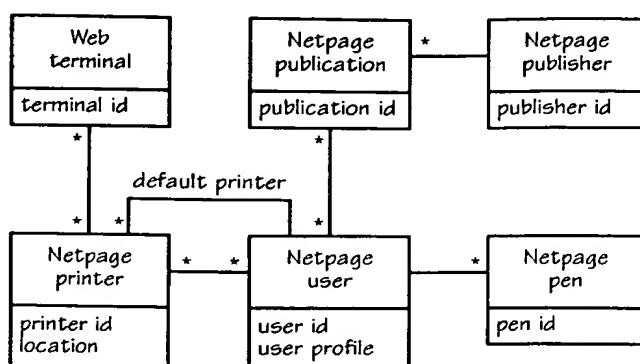 Web
terminal
terminal id
Netpage
publication
publication id
*
Netpage
publisher
publisher id
*
*
default printer
*
*
*
Netpage
printer
printer id
location
*
*
Netpage
user
user id
user profile
*
Netpage
pen
pen id